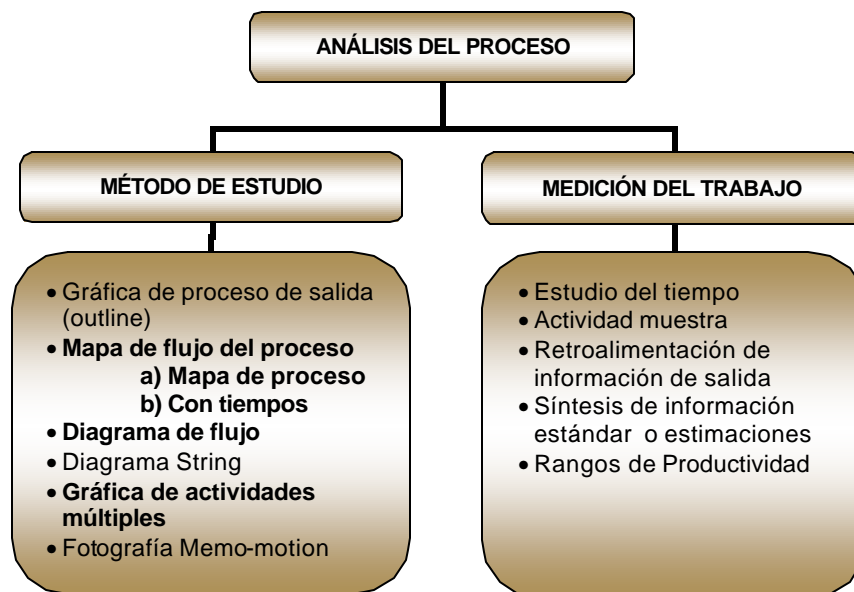 ANÁLISIS DEL PROCESO
MÉTODO DE ESTUDIO
• Gráfica de proceso de salida
(outline)
• Mapa de flujo del proceso
a) Mapa de proceso
b) Con tiempos
• Diagrama de flujo
• Diagrama String
• Gráfica de actividades
múltiples
• Fotografía Memo-motion
MEDICIÓN DEL TRABAJO
• Estudio del tiempo
• Actividad muestra
• Retroalimentación de
información de salida
• Síntesis de información
estándar o estimaciones
• Rangos de Productividad